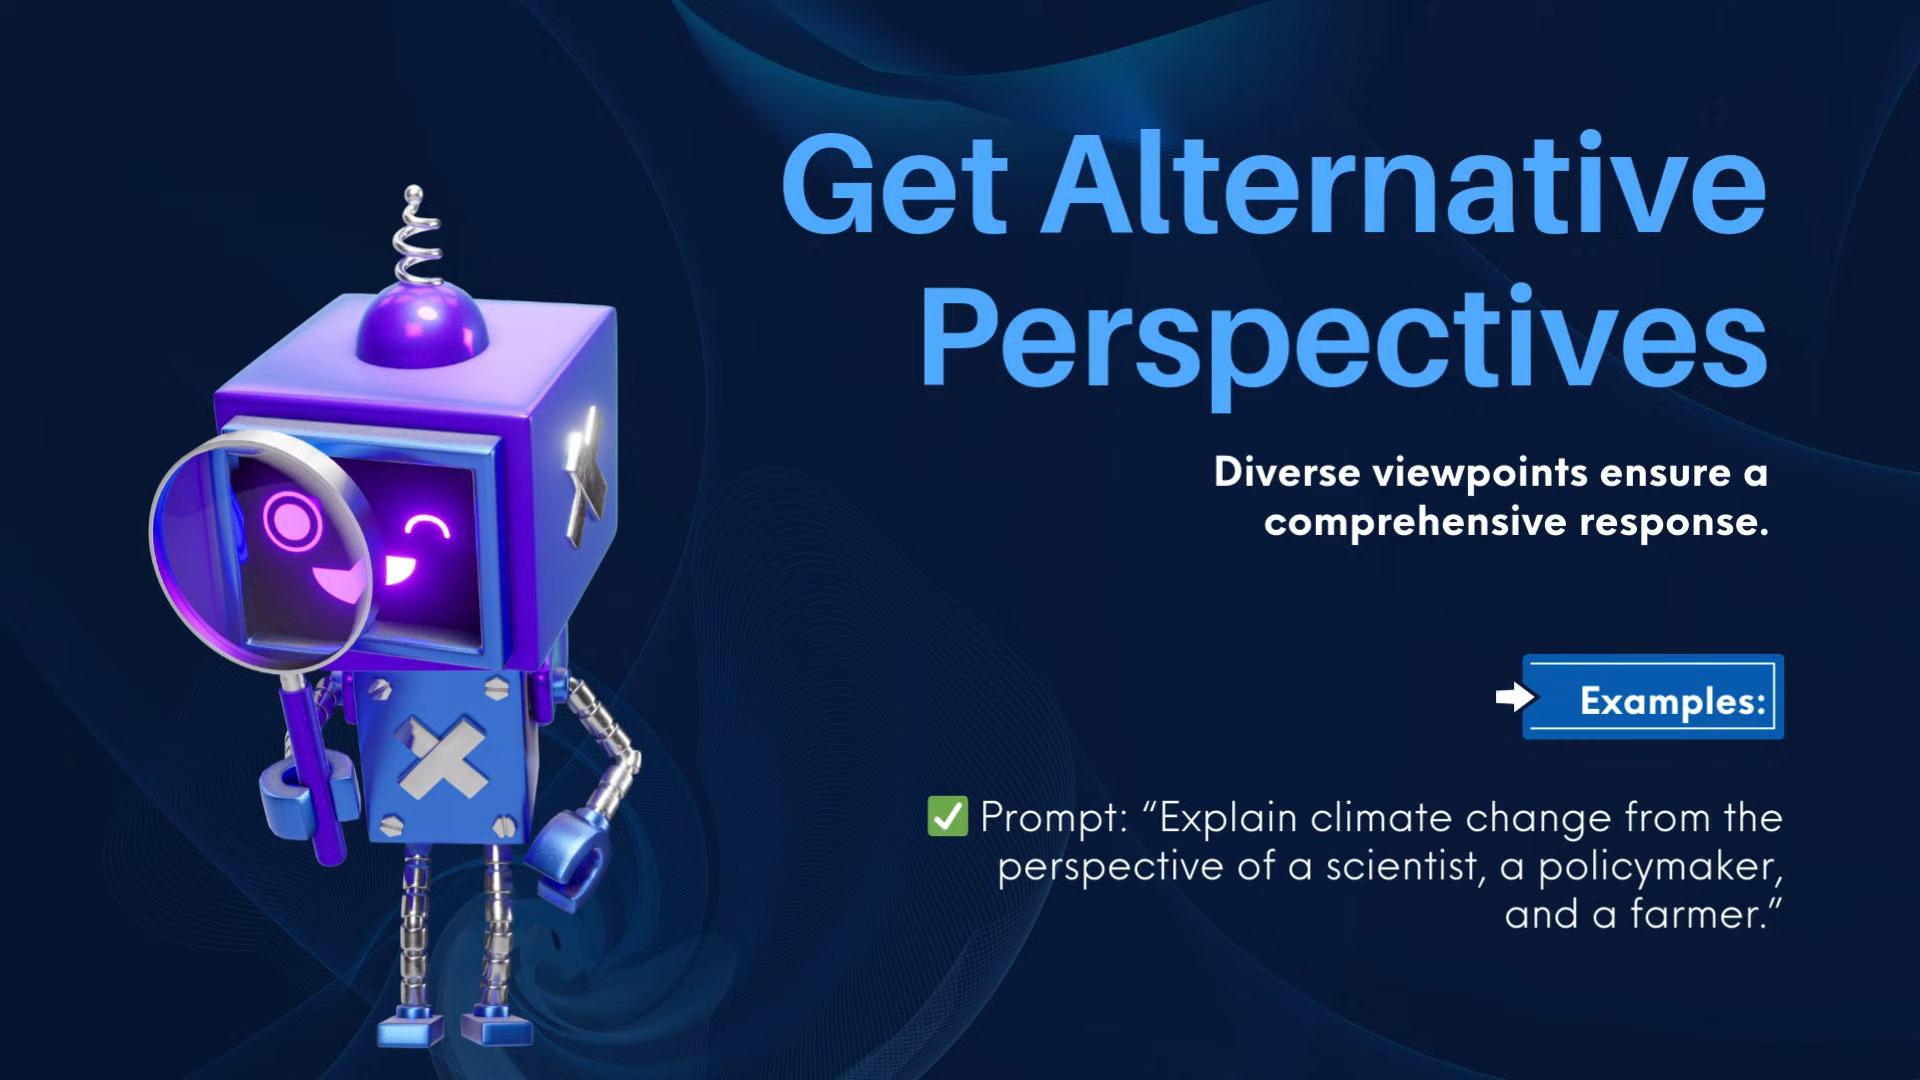 Get Alternative
Perspectives
Diverse viewpoints ensure a
comprehensive response.
Examples:
✅ Prompt: “Explain climate change from the
perspective of a scientist, a policymaker,
and a farmer.”